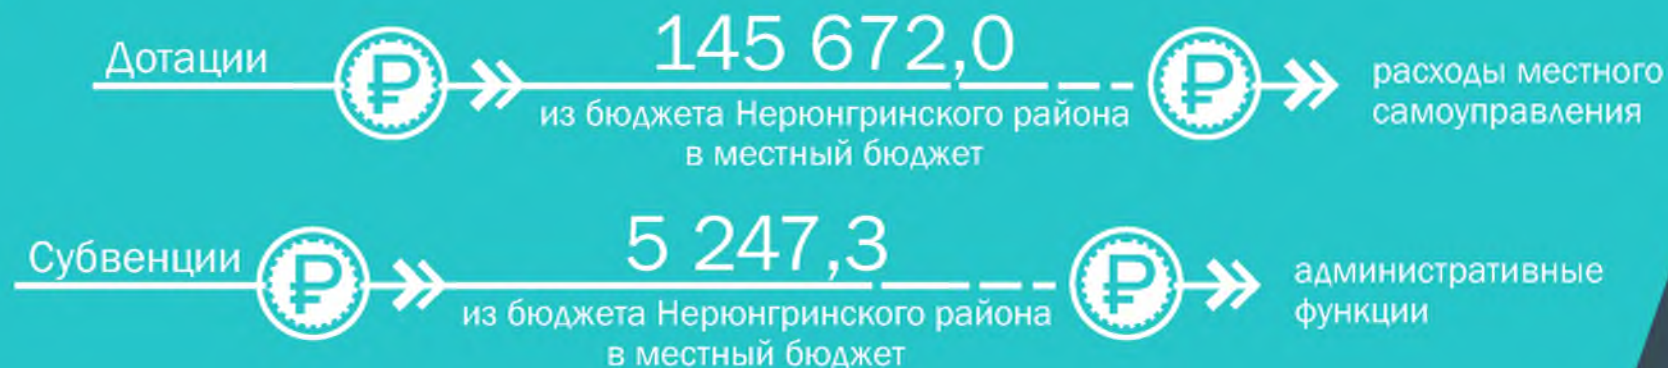 Дотации
145 672,0
из бюджета Нерюнгринского района
в местный бюджет
расходы местного
самоуправления
Субвенции
5 247,3
из бюджета Нерюнгринского района
в местный бюджет
административные
функции